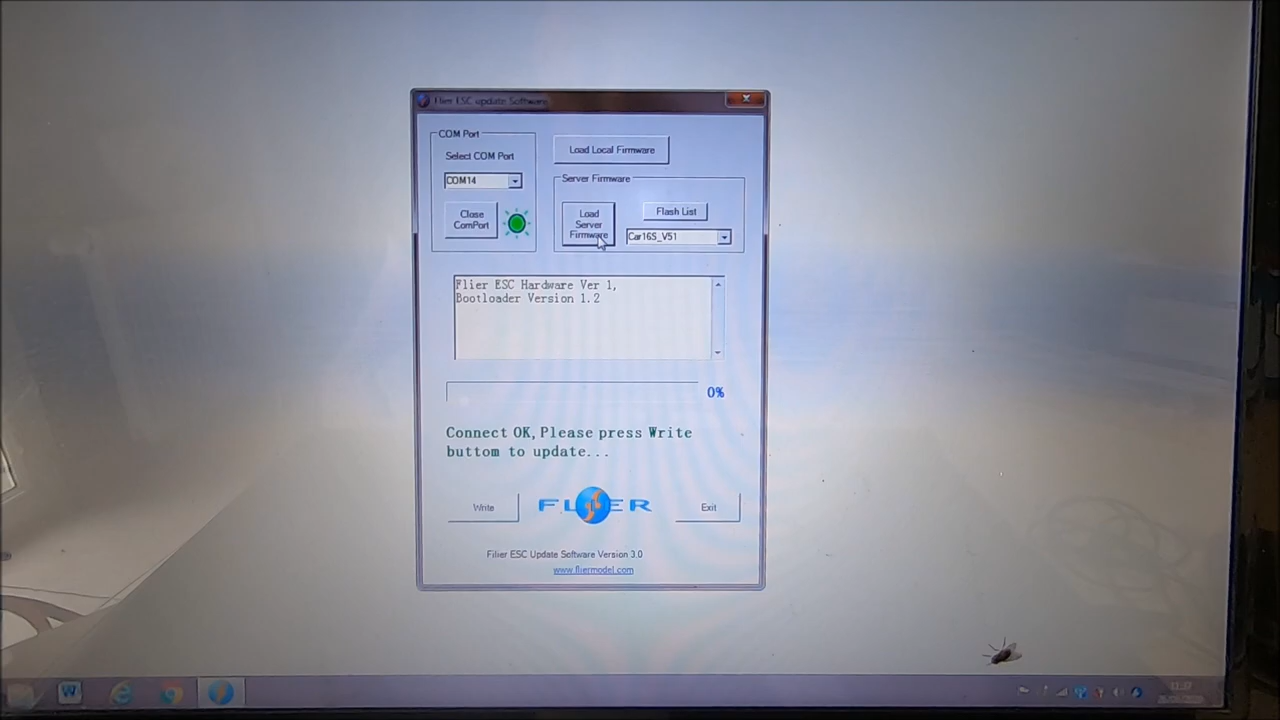 Flier ESC update Software
COM Port
Select COM Port
COM14
Close
ComPort
Load Local Firmware
Server Firmware
Load
Server
Firmware
Flash List
Car16S_V51
Flier ESC Hardware Ver 1,
Bootloader Version 1.2
0%
Connect OK,Please press Write
buttom to update...
Write
FLIER
Exit
Filier ESC Update Software Version 3.0
www.fliermodel.com